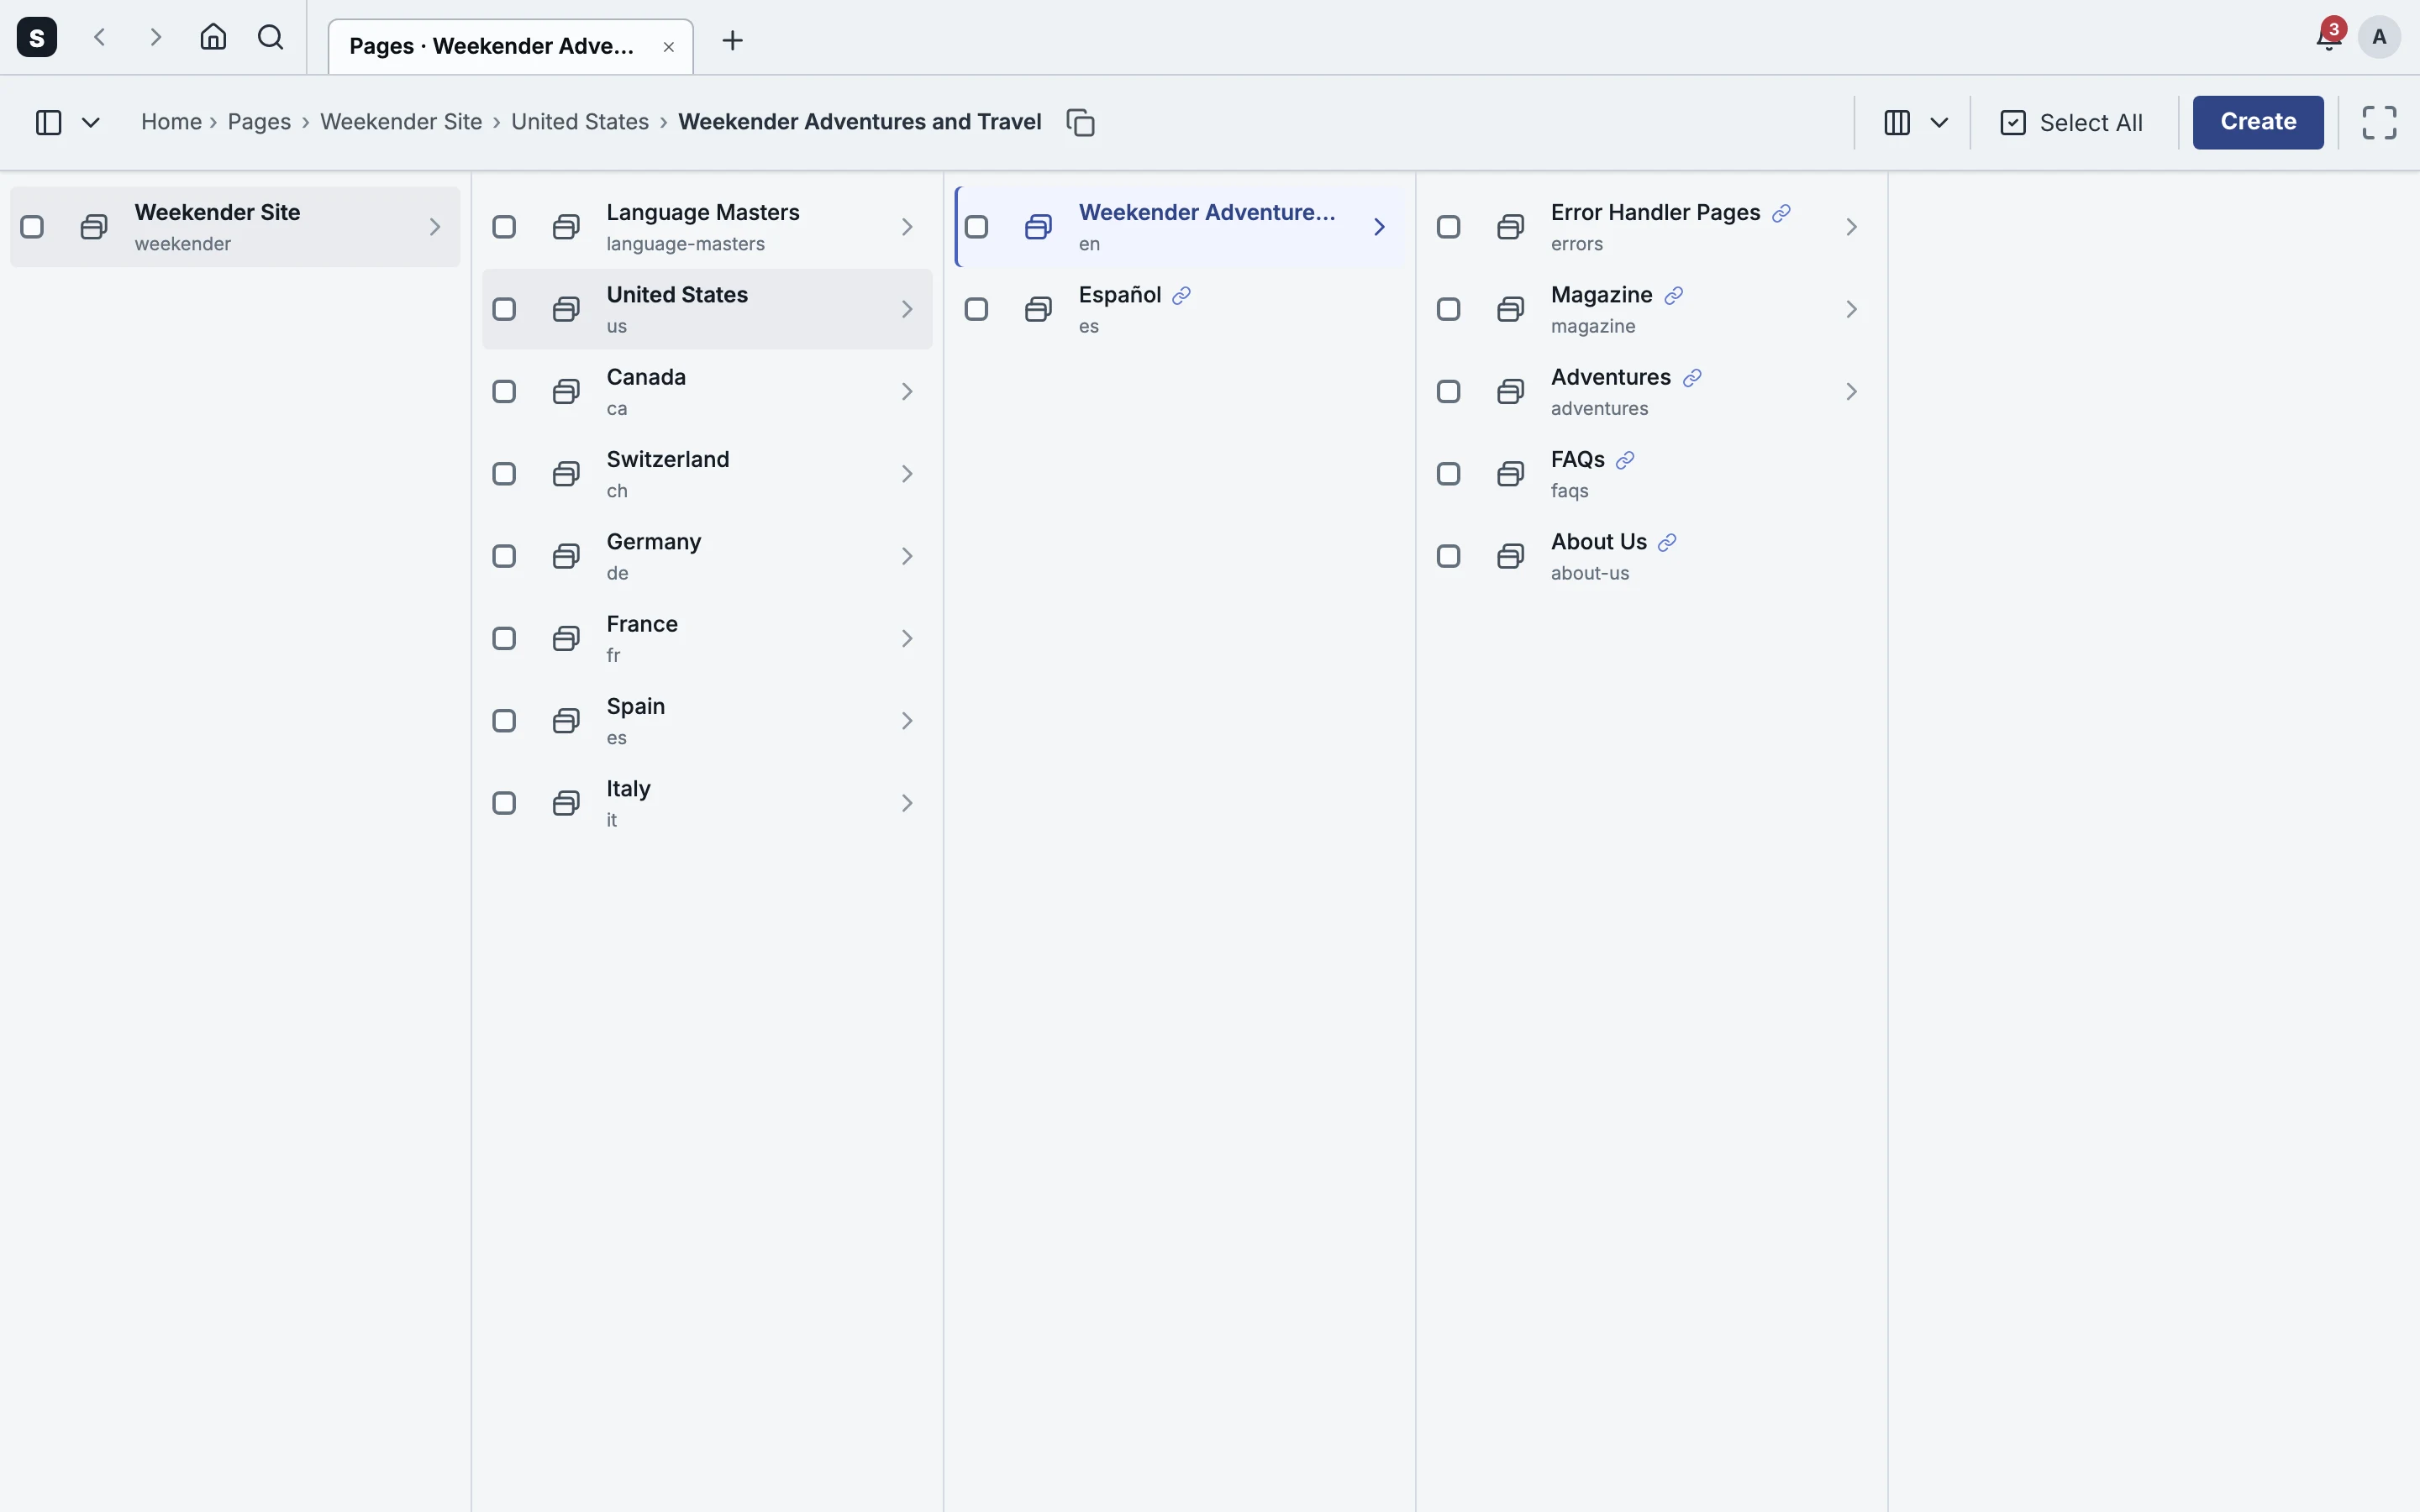 S
Pages · Weekender Adve...
3
A
Home › Pages › Weekender Site › United States › Weekender Adventures and Travel
Select All
Create
Weekender Site
weekender
Language Masters
language-masters
United States
us
Canada
ca
Switzerland
ch
Germany
de
France
fr
Spain
es
Italy
it
Weekender Adventure...
en
Español
es
Error Handler Pages
errors
Magazine
magazine
Adventures
adventures
FAQs
faqs
About Us
about-us